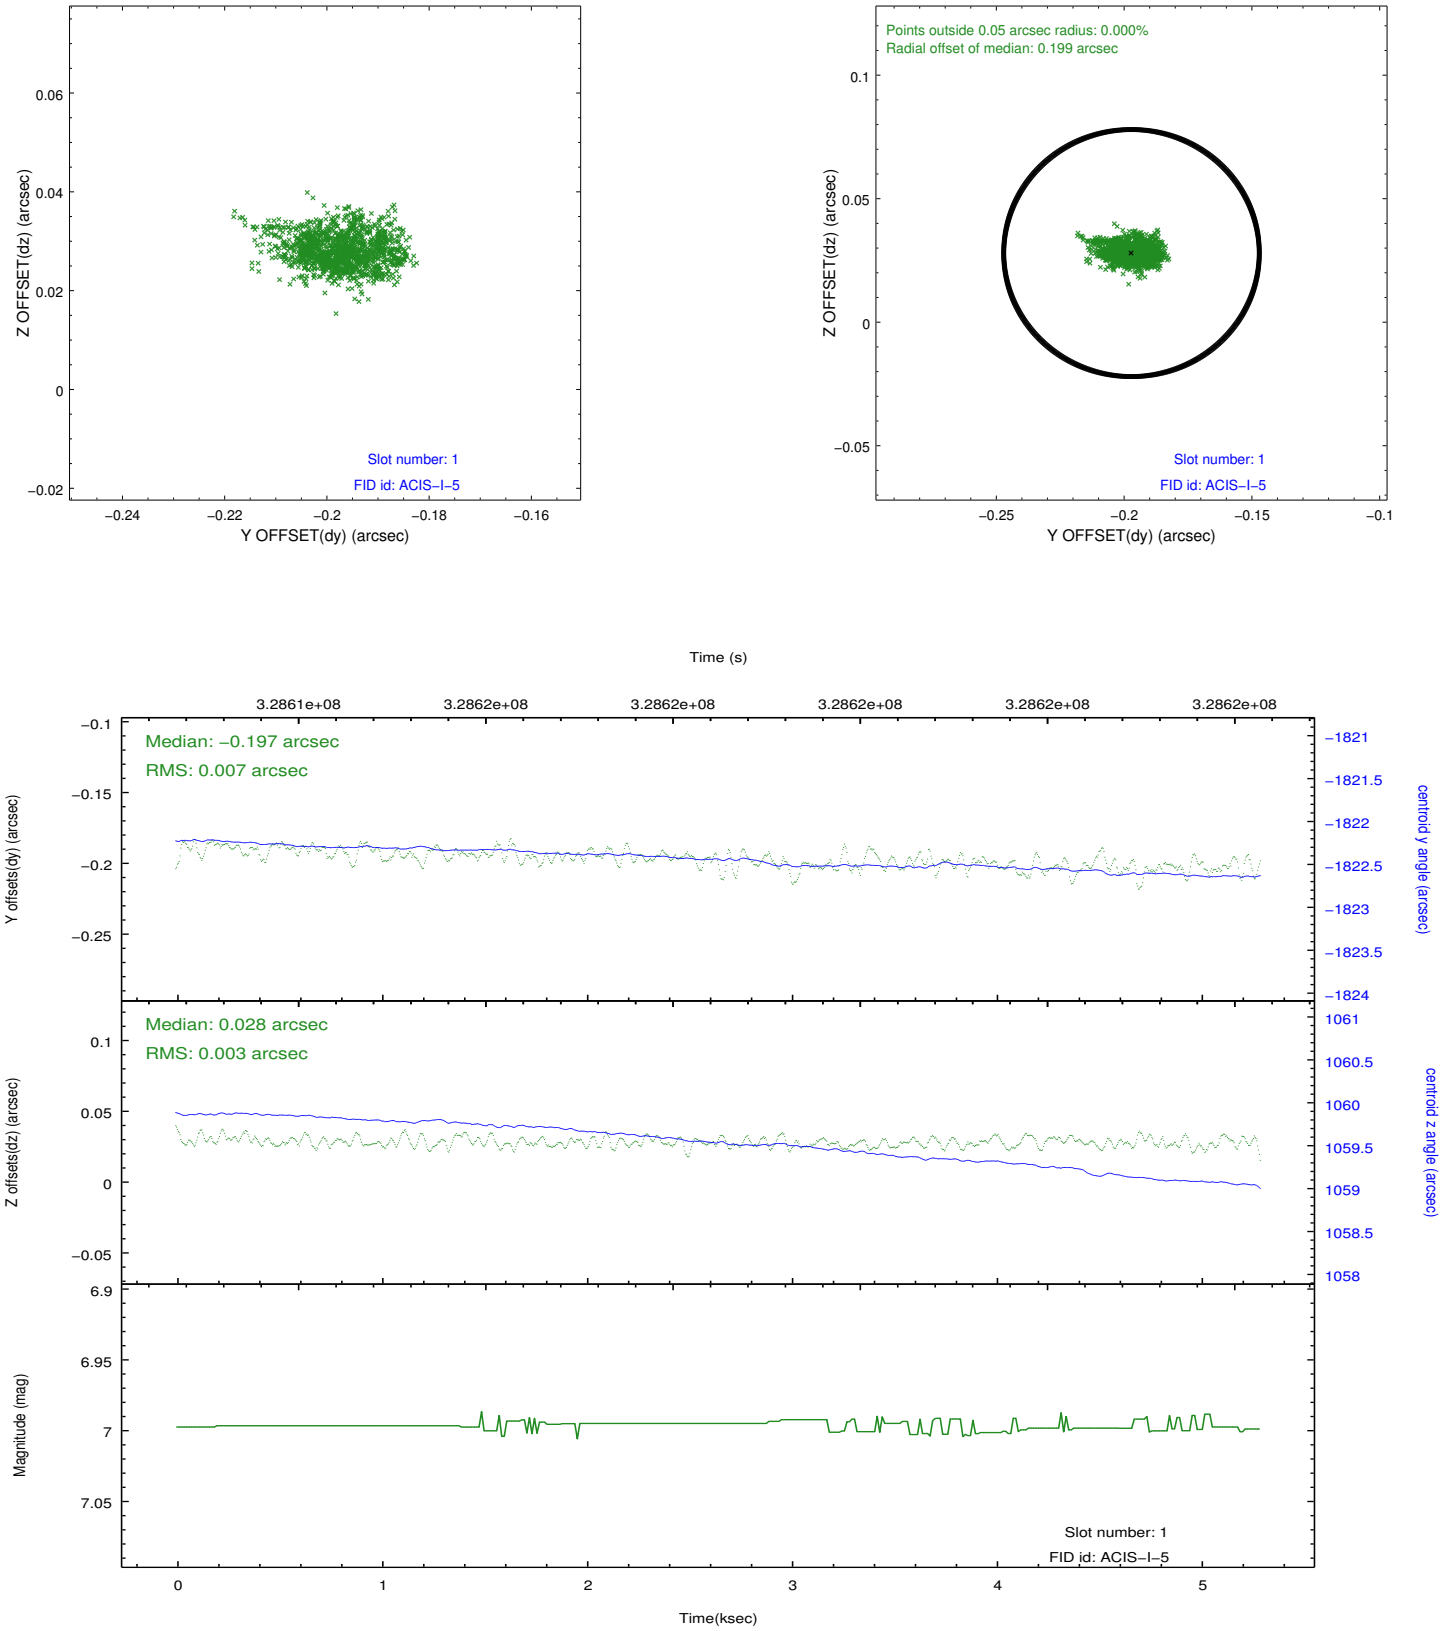 0.06
0.04
0.02
0
−0.02
Z OFFSET(dz) (arcsec)
Slot number: 1
FID id: ACIS−I−5
−0.24
−0.22
−0.2
−0.18
−0.16
Y OFFSET(dy) (arcsec)
Points outside 0.05 arcsec radius: 0.000%
Radial offset of median: 0.199 arcsec
0.1
0.05
0
−0.05
Z OFFSET(dz) (arcsec)
Slot number: 1
FID id: ACIS−I−5
−0.25
−0.2
−0.15
−0.1
Y OFFSET(dy) (arcsec)
Time (s)
3.2861e+08
3.2862e+08
3.2862e+08
3.2862e+08
3.2862e+08
3.2862e+08
Median: −0.197 arcsec
RMS: 0.007 arcsec
−0.1
−0.15
−0.2
−0.25
Y offsets(dy) (arcsec)
−1821
−1821.5
−1822
−1822.5
−1823
−1823.5
−1824
centroid y angle (arcsec)
Median: 0.028 arcsec
RMS: 0.003 arcsec
0.1
0.05
0
−0.05
Z offsets(dz) (arcsec)
1061
1060.5
1060
1059.5
1059
1058.5
1058
centroid z angle (arcsec)
6.9
6.95
7
7.05
Magnitude (mag)
Slot number: 1
FID id: ACIS−I−5
0
1
2
3
4
5
Time(ksec)